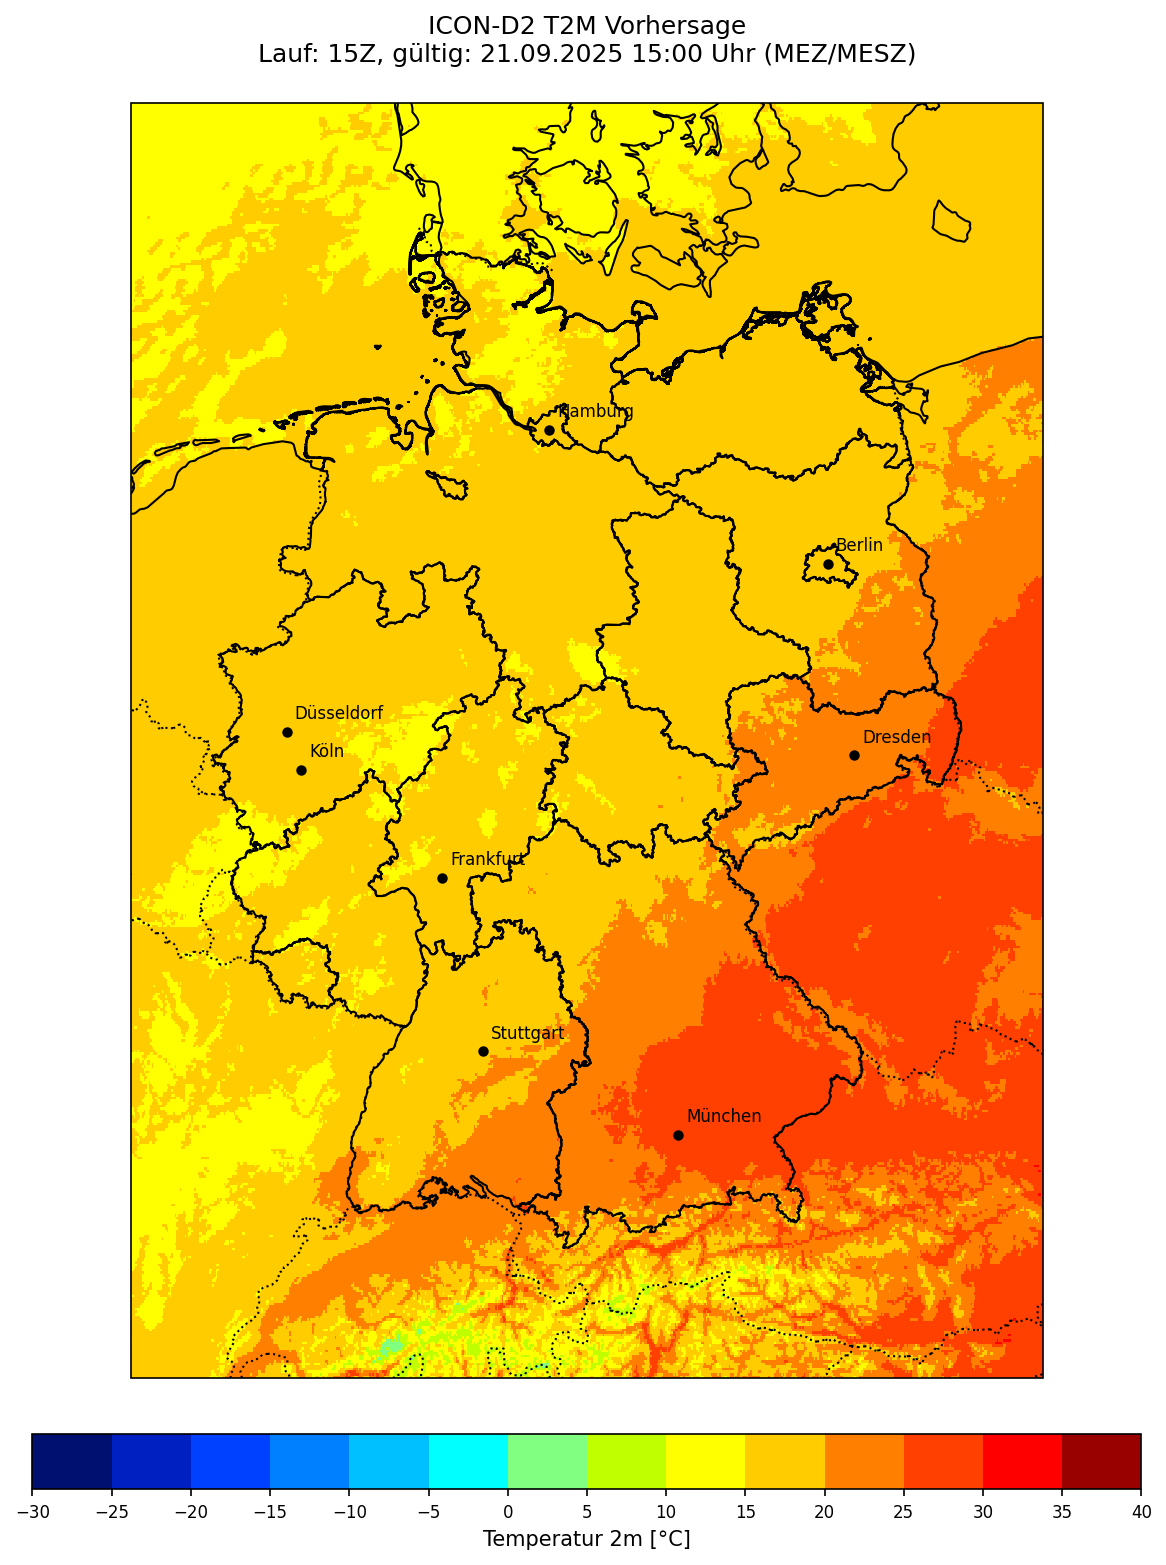 ICON-D2 T2M Vorhersage
Lauf: 15Z, gültig: 21.09.2025 15:00 Uhr (MEZ/MESZ)
Hamburg
Berlin
Düsseldorf
Dresden
Köln
Frankfurt
Stuttgart
München
−30 −25 −20 −15 −10 −5 0 5 10 15 20 25 30 35 40
Temperatur 2m [°C]